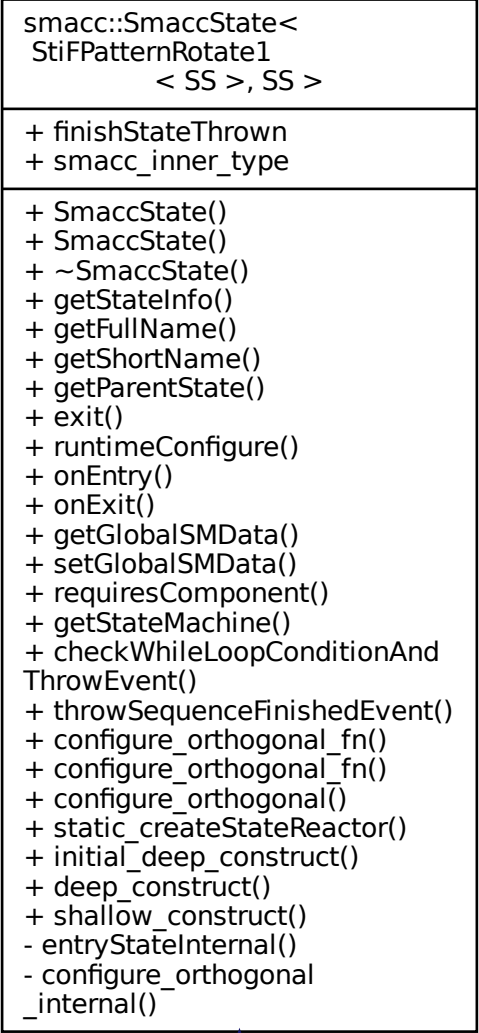 smacc::SmaccState<
StiFPatternRotate1
< SS >, SS >
+ finishStateThrown
+ smacc_inner_type
+ SmaccState()
+ SmaccState()
+ ~SmaccState()
+ getStateInfo()
+ getFullName()
+ getShortName()
+ getParentState()
+ exit()
+ runtimeConfigure()
+ onEntry()
+ onExit()
+ getGlobalSMData()
+ setGlobalSMData()
+ requiresComponent()
+ getStateMachine()
+ checkWhileLoopConditionAnd
ThrowEvent()
+ throwSequenceFinishedEvent()
+ configure_orthogonal_fn()
+ configure_orthogonal_fn()
+ configure_orthogonal()
+ static_createStateReactor()
+ initial_deep_construct()
+ deep_construct()
+ shallow_construct()
- entryStateInternal()
- configure_orthogonal
_internal()